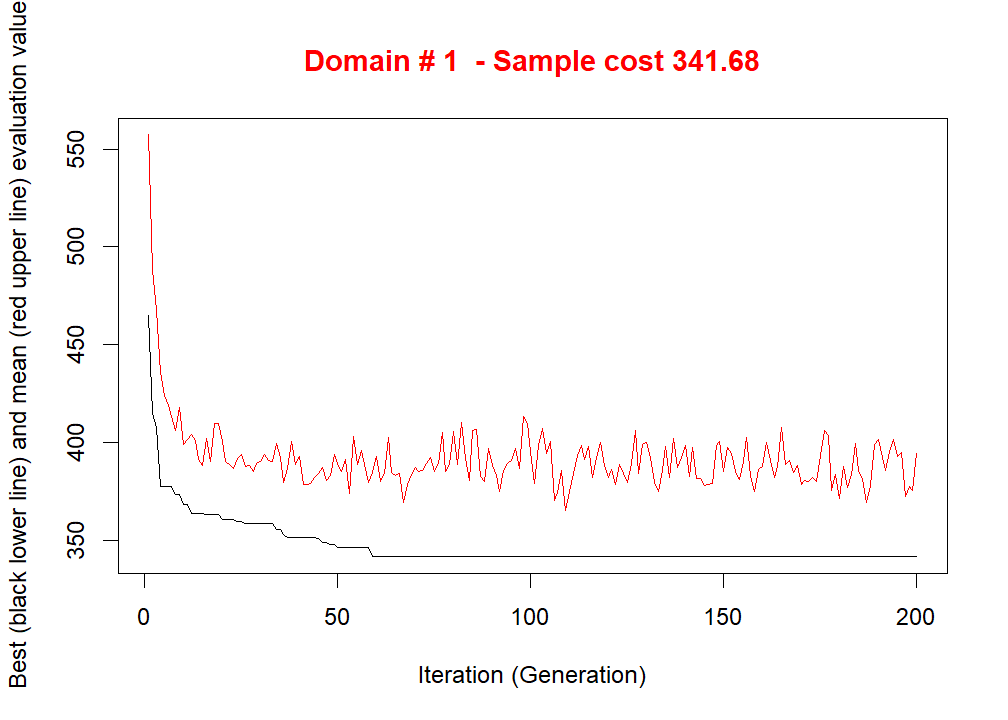 Domain # 1  - Sample cost 341.68
Best (black lower line) and mean (red upper line) evaluation value
550
500
450
400
350
0 50 100 150 200
Iteration (Generation)